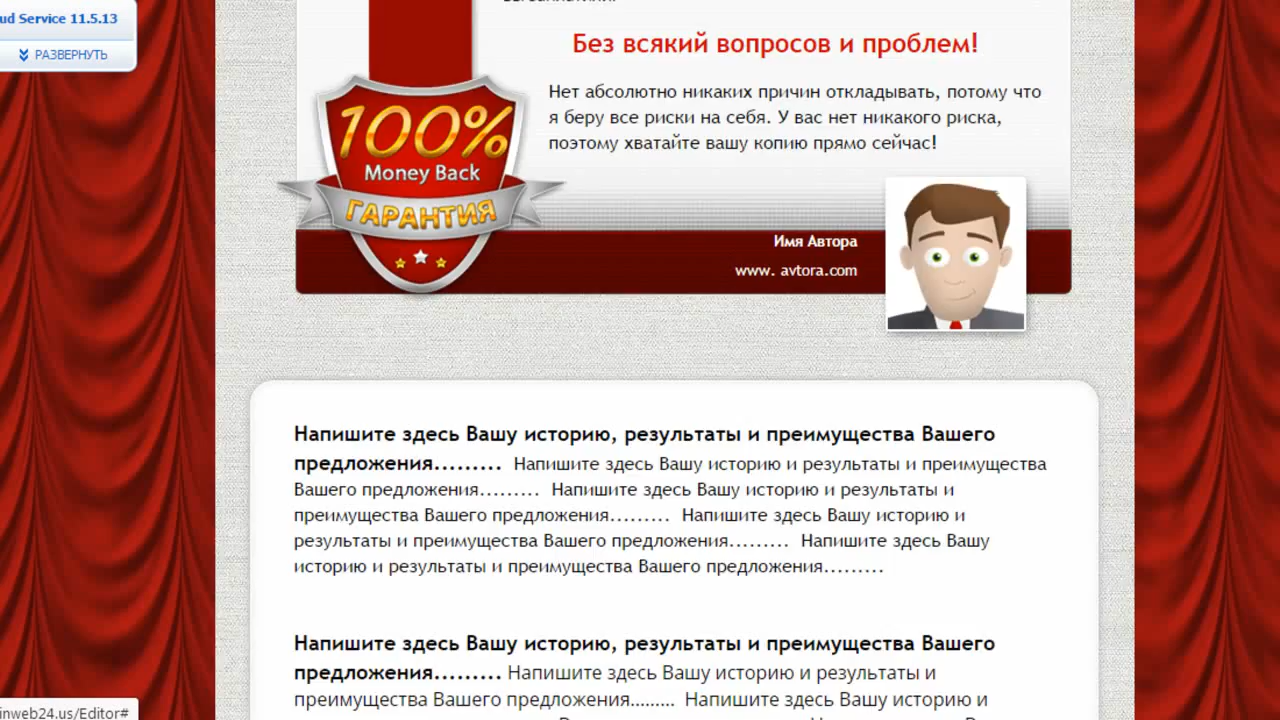 ud Service 11.5.13
РАЗВЕРНУТЬ
Без всякий вопросов и проблем!
Нет абсолютно никаких причин откладывать, потому что
я беру все риски на себя. У вас нет никакого риска,
поэтому хватайте вашу копию прямо сейчас!
100%
Money Back
ГАРАНТИЯ
Имя Автора
www. avtora.com
Напишите здесь Вашу историю, результаты и преимущества Вашего
предложения......... Напишите здесь Вашу историю и результаты и преимущества
Вашего предложения......... Напишите здесь Вашу историю и результаты и
преимущества Вашего предложения......... Напишите здесь Вашу историю и
результаты и преимущества Вашего предложения......... Напишите здесь Вашу
историю и результаты и преимущества Вашего предложения.........
Напишите здесь Вашу историю, результаты и преимущества Вашего
предложения......... Напишите здесь Вашу историю и результаты и
преимущества Вашего предложения......... Напишите здесь Вашу историю и
inweb24.us/Editor#